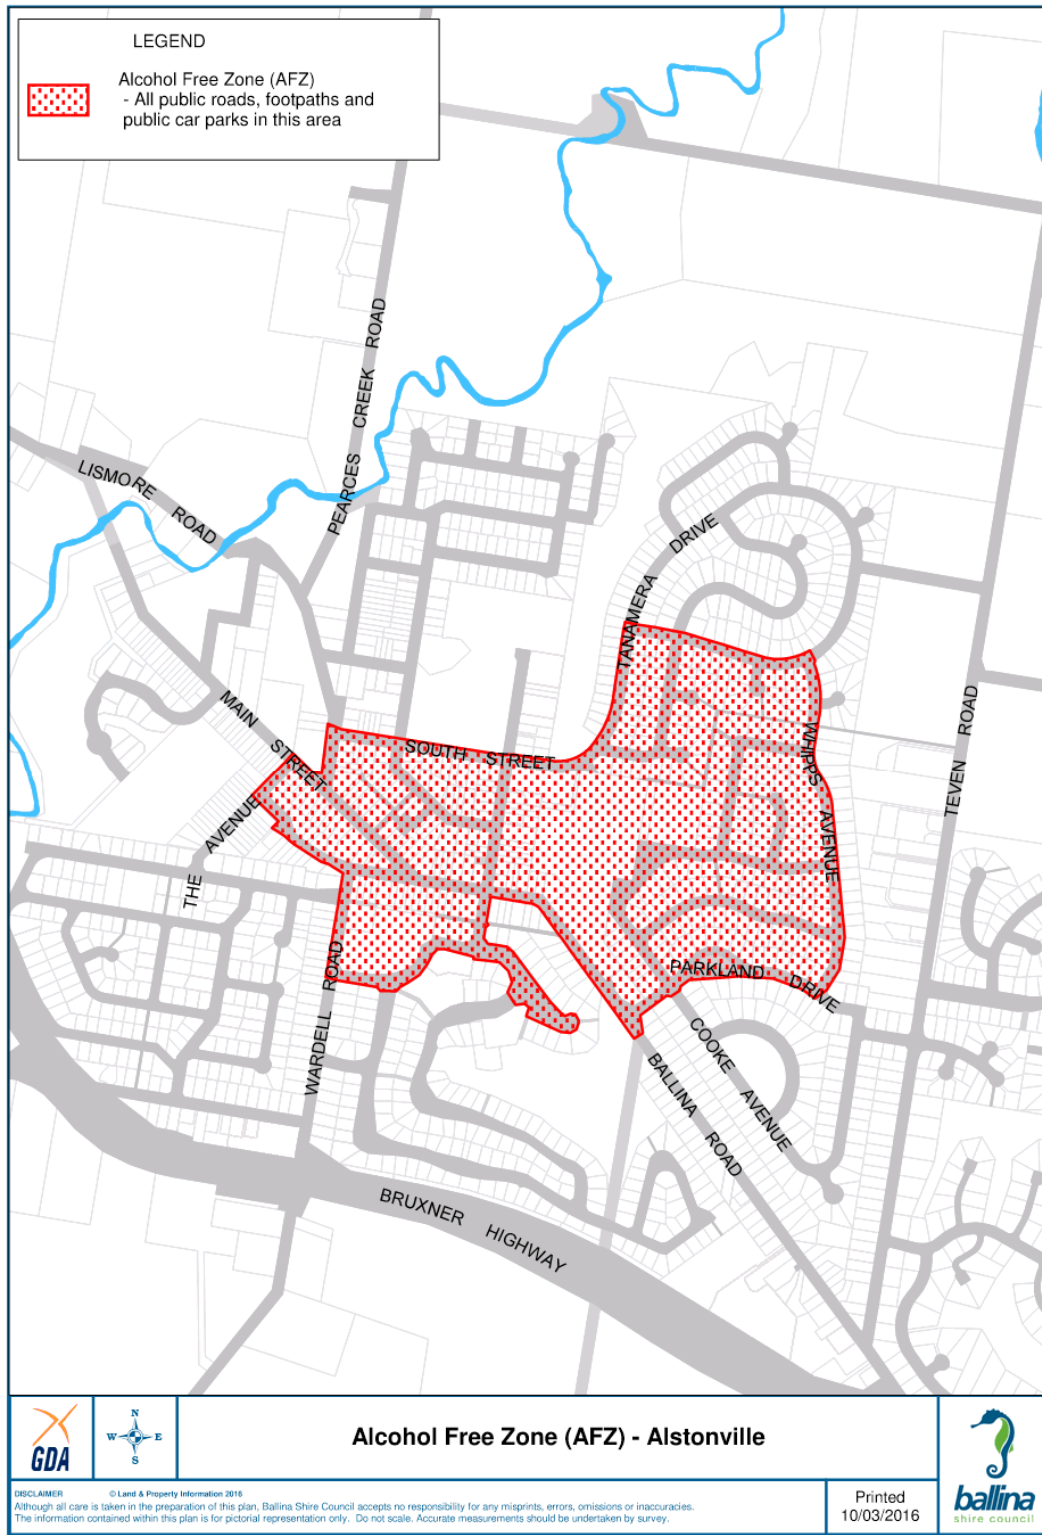 LEGEND
Alcohol Free Zone (AFZ)
- All public roads, footpaths and
public car parks in this area
PEARCES CREEK ROAD
LISMORE ROAD
TANAMERA DRIVE
MAIN STREET
SOUTH STREET
WHIPPS AVENUE
TEVEN ROAD
THE AVENUE
WARDELL ROAD
PARKLAND DRIVE
COOKE AVENUE
BALLINA ROAD
BRUXNER HIGHWAY
GDA
N
W E
S
Alcohol Free Zone (AFZ) - Alstonville
ballina
shire council
DISCLAIMER © Land & Property Information 2016
Although all care is taken in the preparation of this plan, Ballina Shire Council accepts no responsibility for any misprints, errors, omissions or inaccuracies.
The information contained within this plan is for pictorial representation only. Do not scale. Accurate measurements should be undertaken by survey.
Printed
10/03/2016